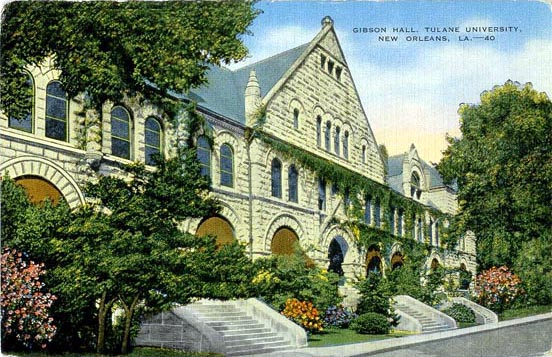 GIBSON HALL, TULANE UNIVERSITY,
NEW ORLEANS, LA.—40